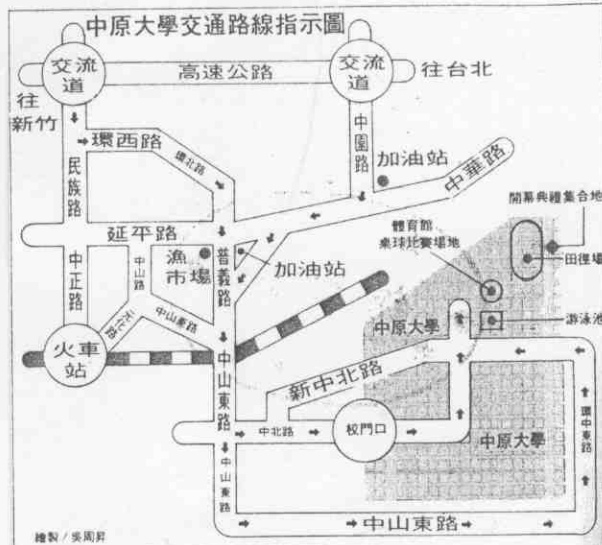 中原大學交通路線指示圖
交流道
高速公路
交流道
往台北
往新竹
環西路
環北路
中園路
加油站
中華路
民族路
開幕典禮集合地
體育館
桌球比賽場地
田徑場
延平路
漁市場
普義路
加油站
中正路
中山路
元化路
中山東路
中原大學
游泳池
火車站
中山東路
新中北路
中北路
校門口
中原大學
環中東路
中山東路
中山東路
繪製/吳周昇